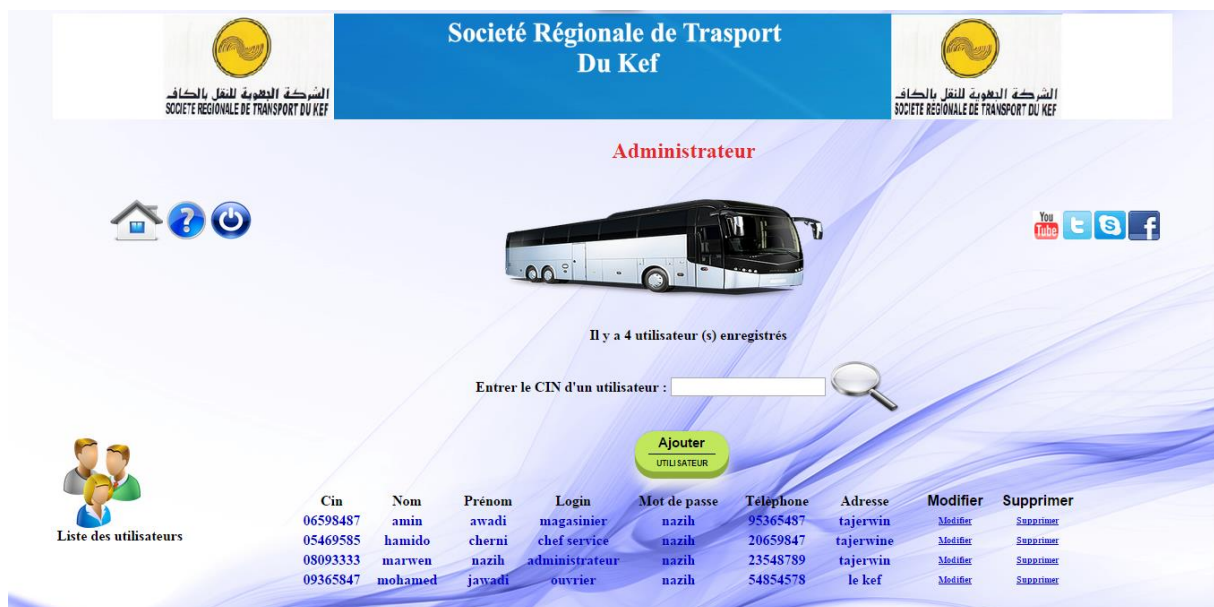 Societé Régionale de Trasport
Du Kef
الشركة الجهوية للنقل بالكاف
SOCIETE REGIONALE DE TRANSPORT DU KEF
الشركة الجهوية للنقل بالكاف
SOCIETE REGIONALE DE TRANSPORT DU KEF
Administrateur
You
Tube
Il y a 4 utilisateur (s) enregistrés
Entrer le CIN d'un utilisateur :
Ajouter
UTILISATEUR
Liste des utilisateurs
Cin Nom Prénom Login Mot de passe Téléphone Adresse Modifier Supprimer
06598487 amin awadi magasinier nazih 95365487 tajerwin Modifier Supprimer
05469585 hamido cherni chef service nazih 20659847 tajerwine Modifier Supprimer
08093333 marwen nazih administrateur nazih 23548789 tajerwin Modifier Supprimer
09365847 mohamed jawadi ouvrier nazih 54854578 le kef Modifier Supprimer